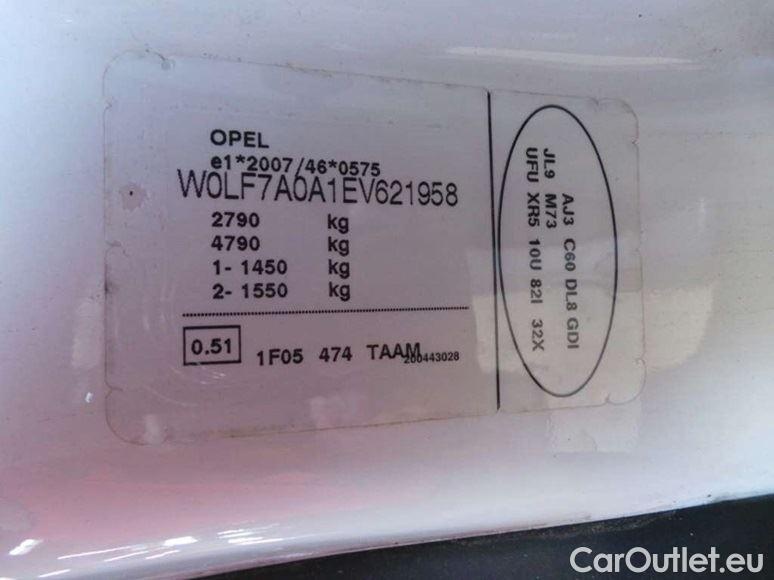 OPEL
e1*2007/46*0575
W0LF7A0A1EV621958
2790 kg
4790 kg
1- 1450 kg
2- 1550 kg
0.51 1F05 474 TAAM
200443028
AJ3 C60 DL8 GDI
JL9 M73
UFU XR5 10U 82I 32X
CarOutlet.eu